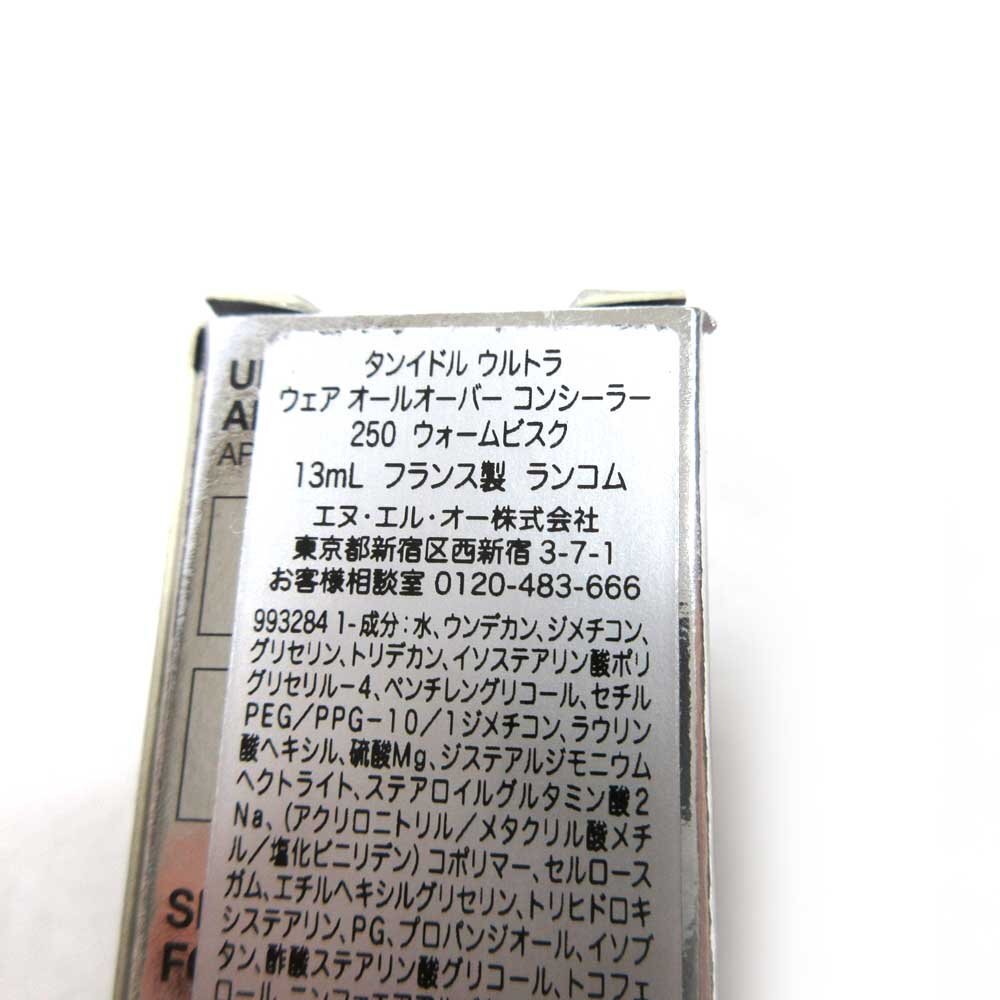 タンイドル ウルトラ
ウェア オールオーバー コンシーラー
250 ウォームビスク
13mL フランス製 ランコム
エヌ・エル・オー株式会社
東京都新宿区西新宿 3-7-1
お客様相談室 0120-483-666
993284 1-成分:水、ウンデカン、ジメチコン、
グリセリン、トリデカン、イソステアリン酸ポリ
グリセリル-4、ペンチレングリコール、セチル
PEG/PPG-10/1ジメチコン、ラウリン
酸ヘキシル、硫酸Mg、ジステアルジモニウム
ヘクトライト、ステアロイルグルタミン酸2
Na、(アクリロニトリル/メタクリル酸メチ
ル/塩化ビニリデン)コポリマー、セルロース
ガム、エチルヘキシルグリセリン、トリヒドロキ
システアリン、PG、プロパンジオール、イソブ
タン、酢酸ステアリン酸グリコール、トコフェ
ロール